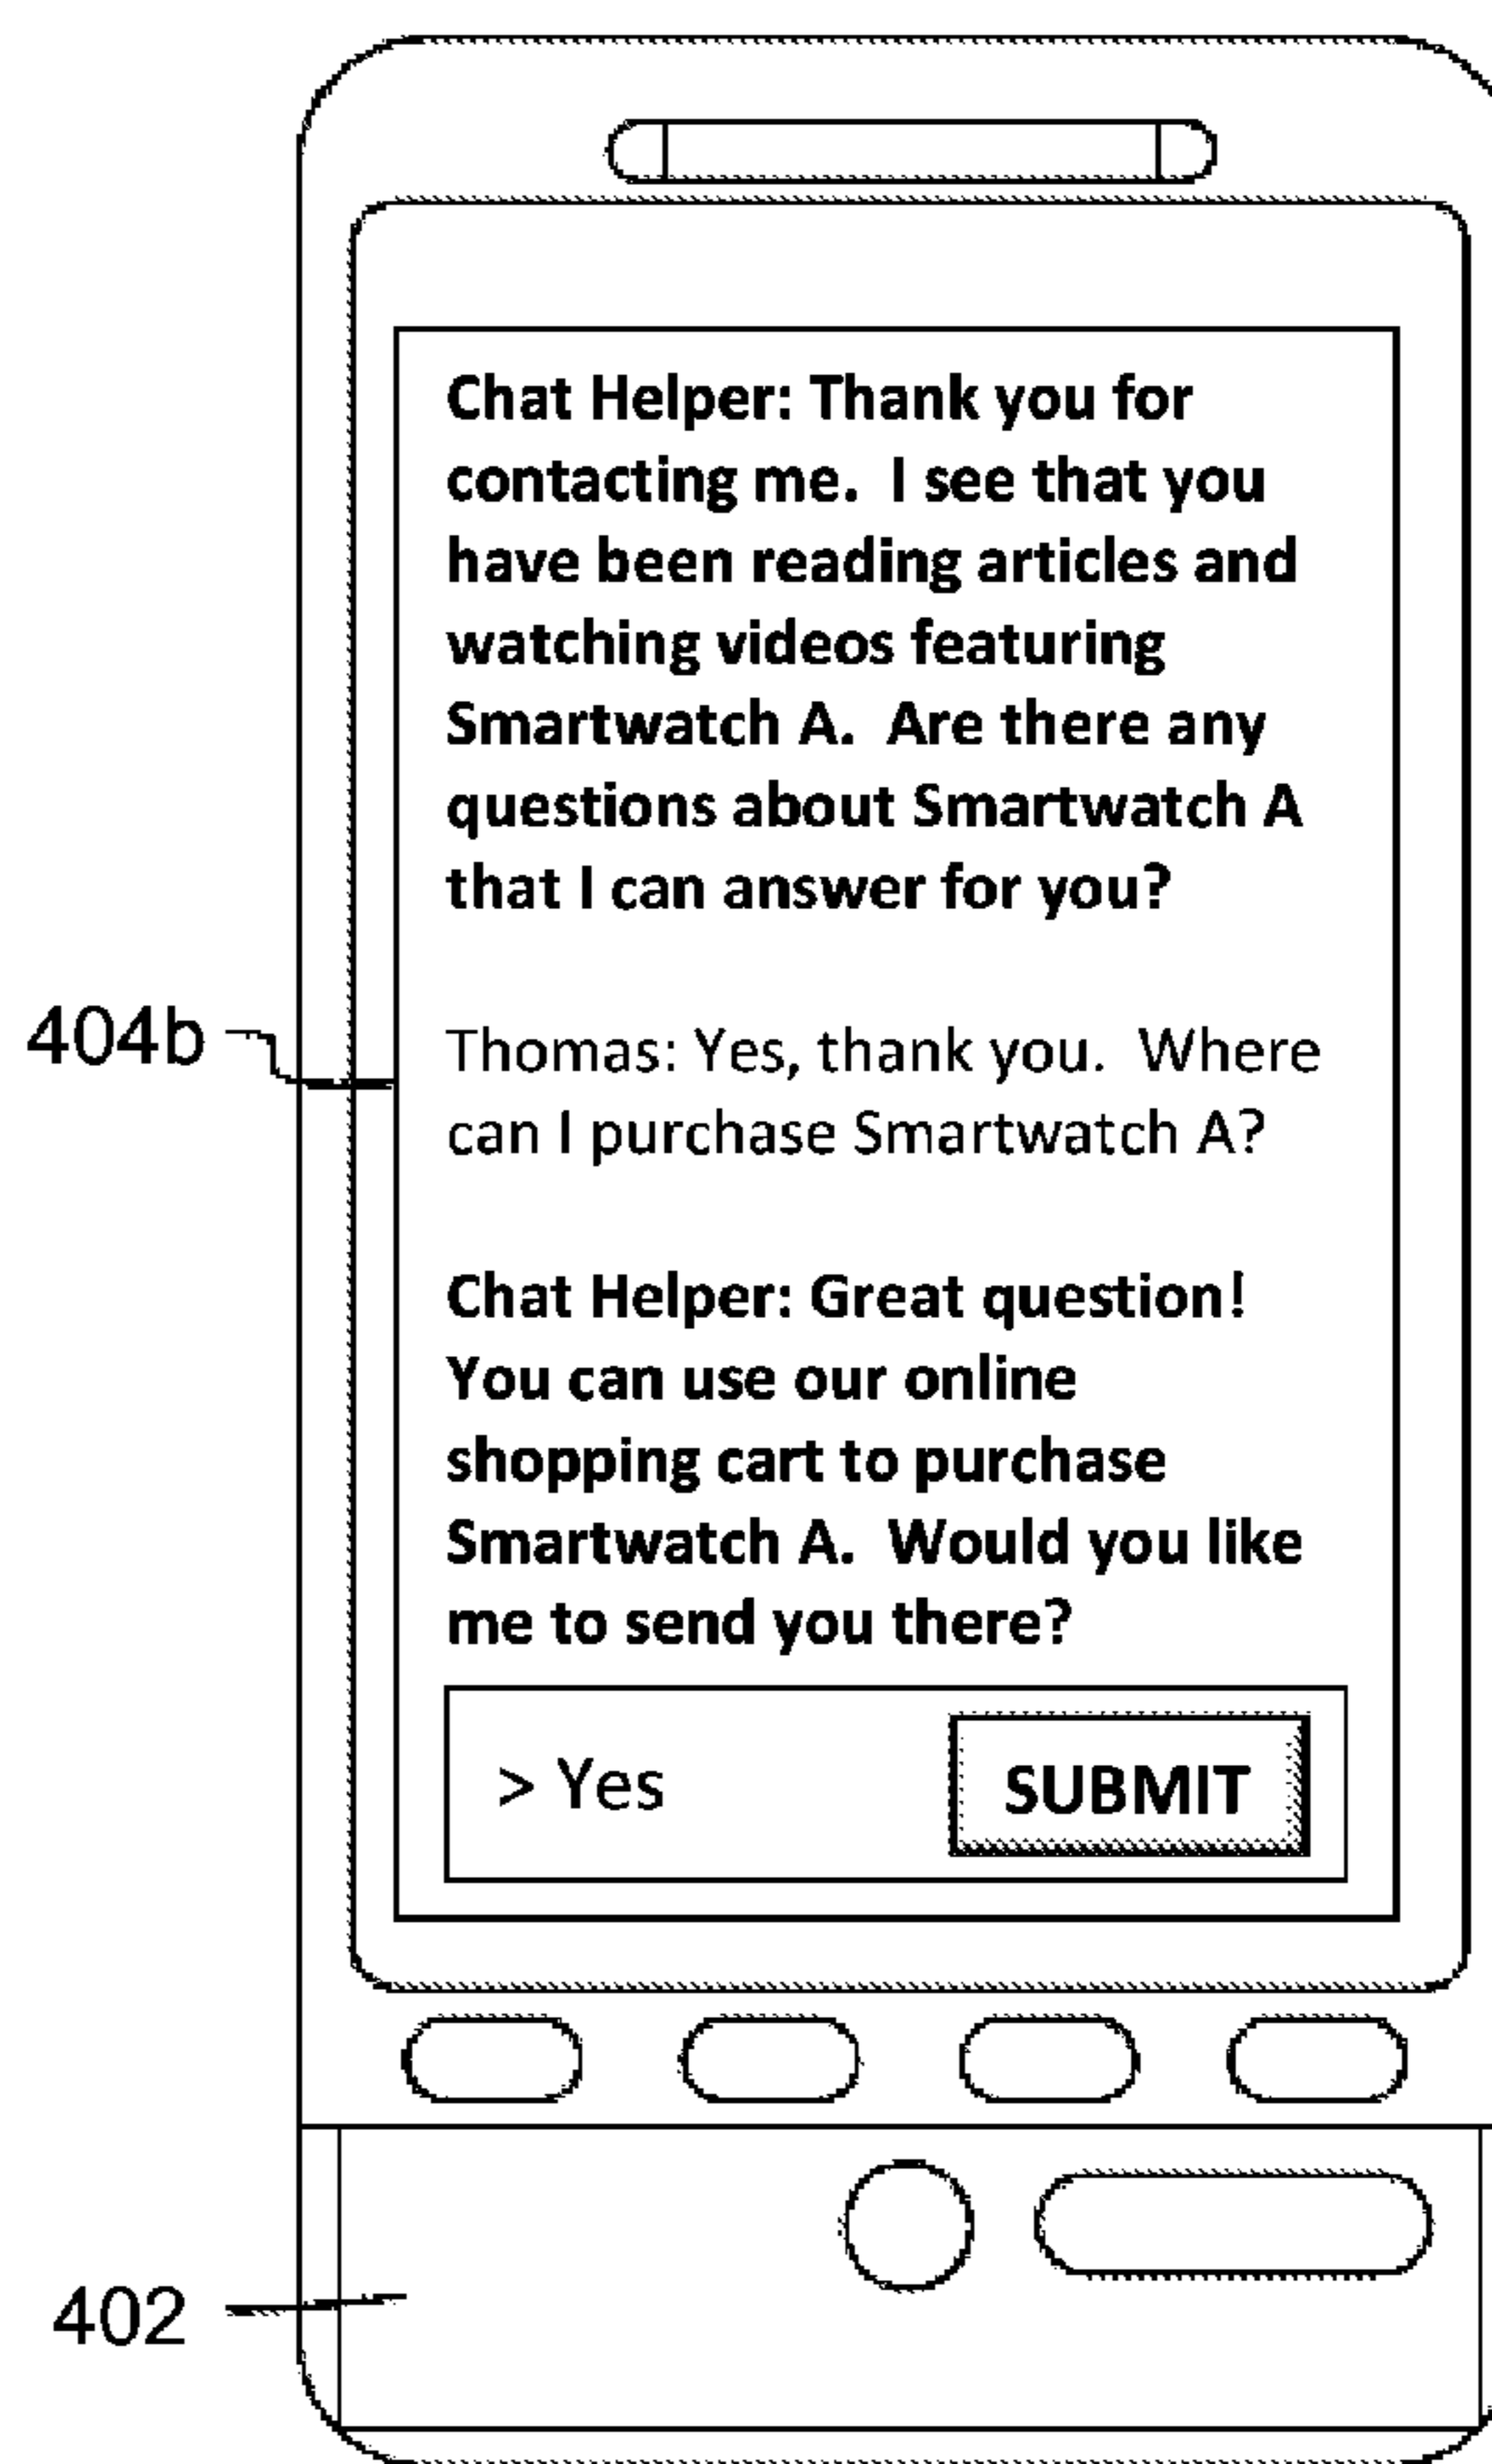 Chat Helper: Thank you for
contacting me.  I see that you
have been reading articles and
watching videos featuring
Smartwatch A.  Are there any
questions about Smartwatch A
that I can answer for you?
404b
Thomas: Yes, thank you.  Where
can I purchase Smartwatch A?
Chat Helper: Great question!
You can use our online
shopping cart to purchase
Smartwatch A.  Would you like
me to send you there?
> Yes
SUBMIT
402